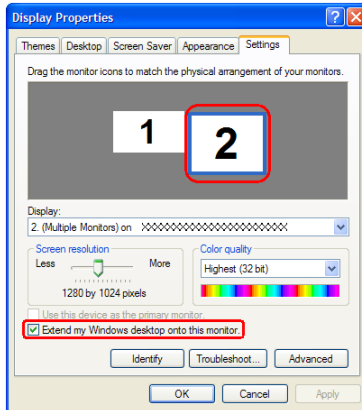 Display Properties
Themes Desktop Screen Saver Appearance Settings
Drag the monitor icons to match the physical arrangement of your monitors.
1 2
Display:
2. (Multiple Monitors) on XXXXXXXXXXXXXXXXXXXXXXXX
Screen resolution Color quality
Less More Highest (32 bit)
1280 by 1024 pixels
Use this device as the primary monitor.
Extend my Windows desktop onto this monitor.
Identify Troubleshoot... Advanced
OK Cancel Apply